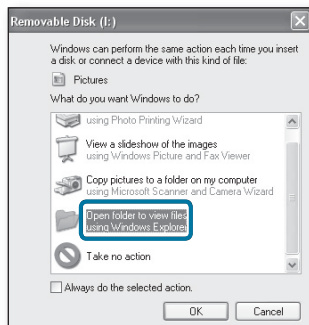 Removable Disk (I:)
Windows can perform the same action each time you insert
a disk or connect a device with this kind of file:
Pictures
What do you want Windows to do?
using Photo Printing Wizard
View a slideshow of the images
using Windows Picture and Fax Viewer
Copy pictures to a folder on my computer
using Microsoft Scanner and Camera Wizard
Open folder to view files
using Windows Explorer
Take no action
Always do the selected action.
OK
Cancel